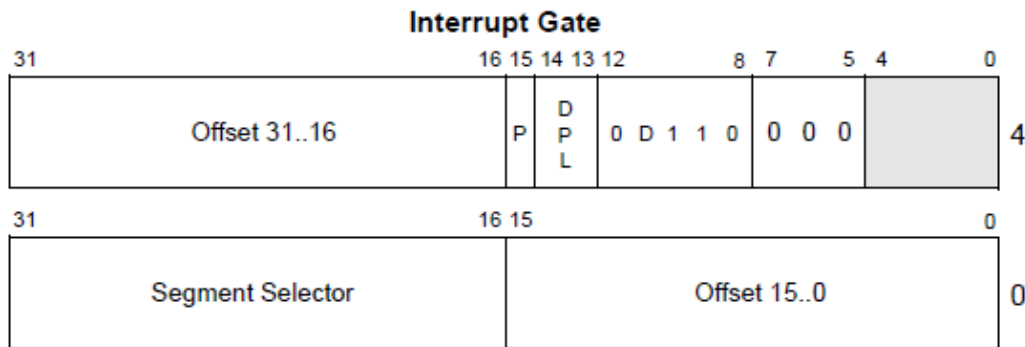 Interrupt Gate
31 16 15 14 13 12 8 7 5 4 0
Offset 31..16 P DPL 0 D 1 1 0 0 0 0 4
31 16 15 0
Segment Selector Offset 15..0 0